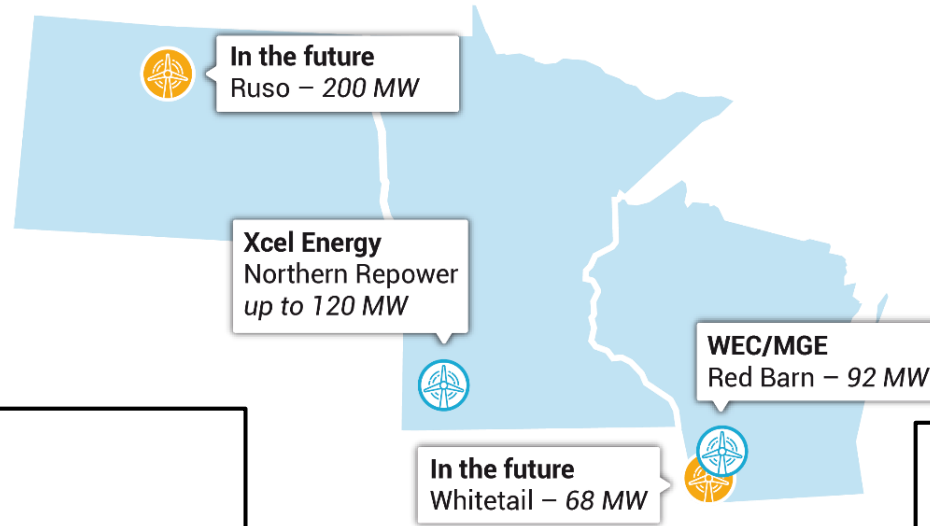 In the future
Ruso – 200 MW
Xcel Energy
Northern Repower
up to 120 MW
WEC/MGE
Red Barn – 92 MW
In the future
Whitetail – 68 MW